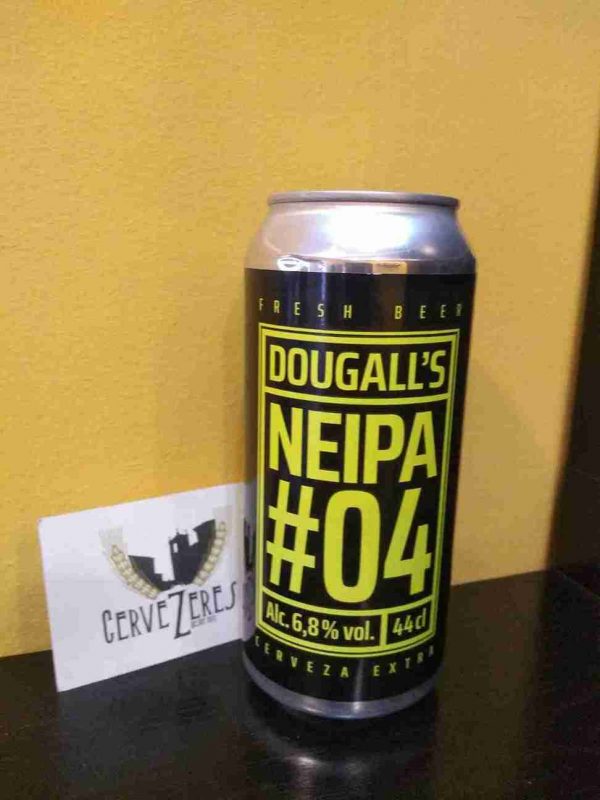 FRESH BEER
DOUGALL'S
NEIPA
#04
Alc. 6,8% vol. 44cl
CERVEZA EXTRA
CERVEZERES